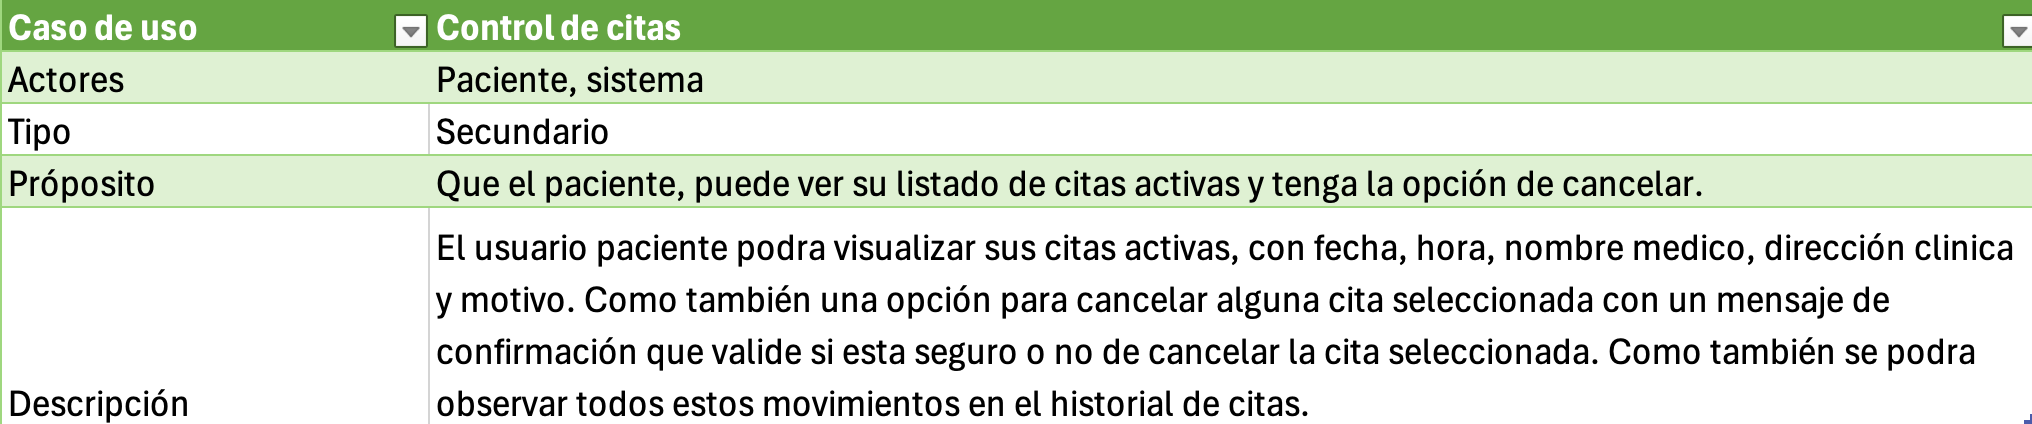 Caso de uso Control de citas
Actores Paciente, sistema
Tipo Secundario
Próposito Que el paciente, puede ver su listado de citas activas y tenga la opción de cancelar.
El usuario paciente podra visualizar sus citas activas, con fecha, hora, nombre medico, dirección clinica
y motivo. Como también una opción para cancelar alguna cita seleccionada con un mensaje de
confirmación que valide si esta seguro o no de cancelar la cita seleccionada. Como también se podra
Descripción observar todos estos movimientos en el historial de citas.